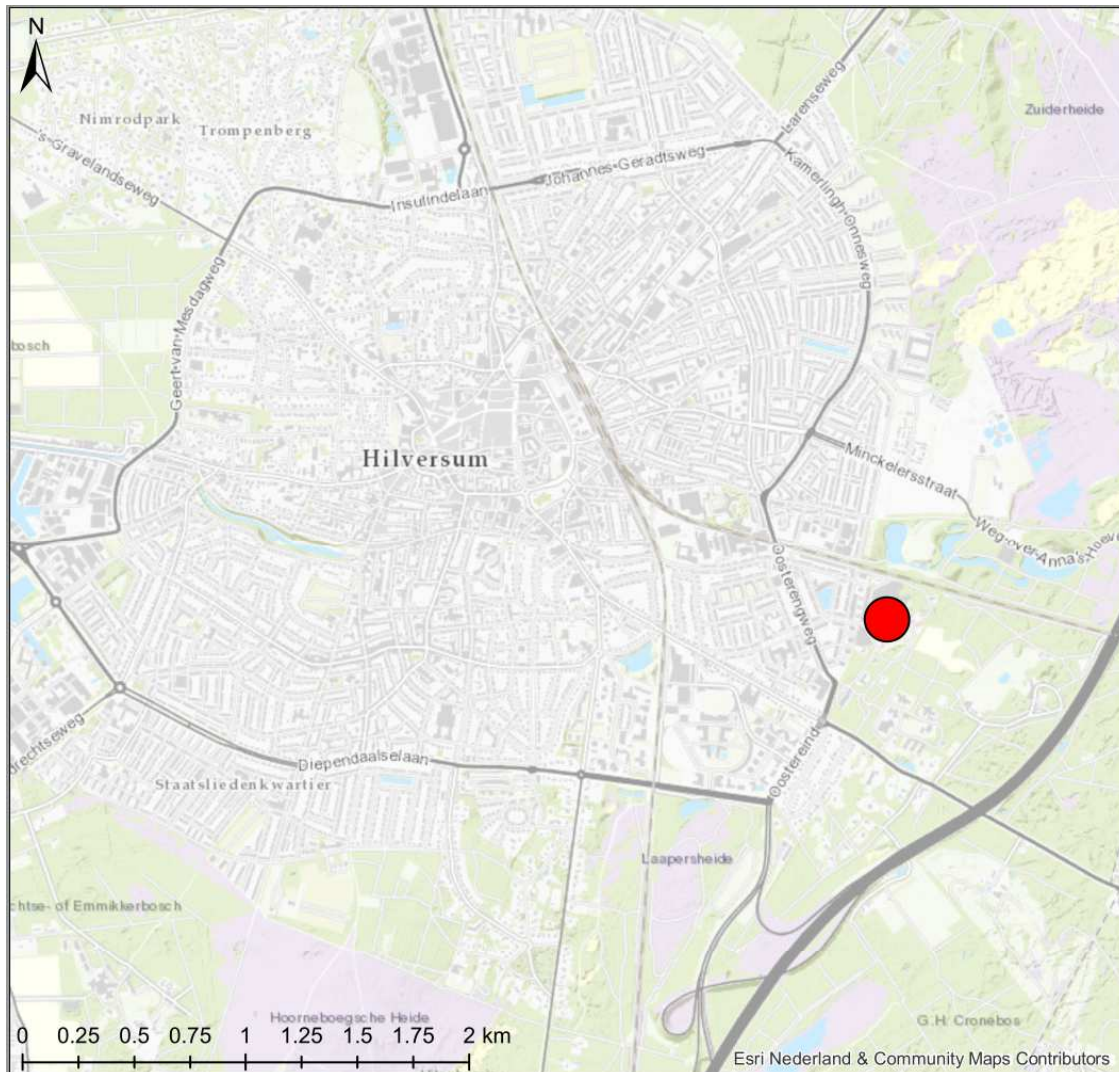 N
Nimrodpark
Trompenberg
's-Gravelandseweg
Insulindelaan
Johannes-Geradtsweg
Larenseweg
Kamerlingh-Onnesweg
Zuiderheide
Geert-van-Mesdagweg
bosch
Hilversum
Minckelersstraat
Weg-over-Anna's-Hoeve
Oosterengweg
Oostereind
drechtseweg
Diependaalselaan
Staatsliedenkwartier
Laapersheide
chtse- of Emmikkerbosch
Hoorneboegsche Heide
G.H. Cronebos
0 0.25 0.5 0.75 1 1.25 1.5 1.75 2 km
Esri Nederland & Community Maps Contributors